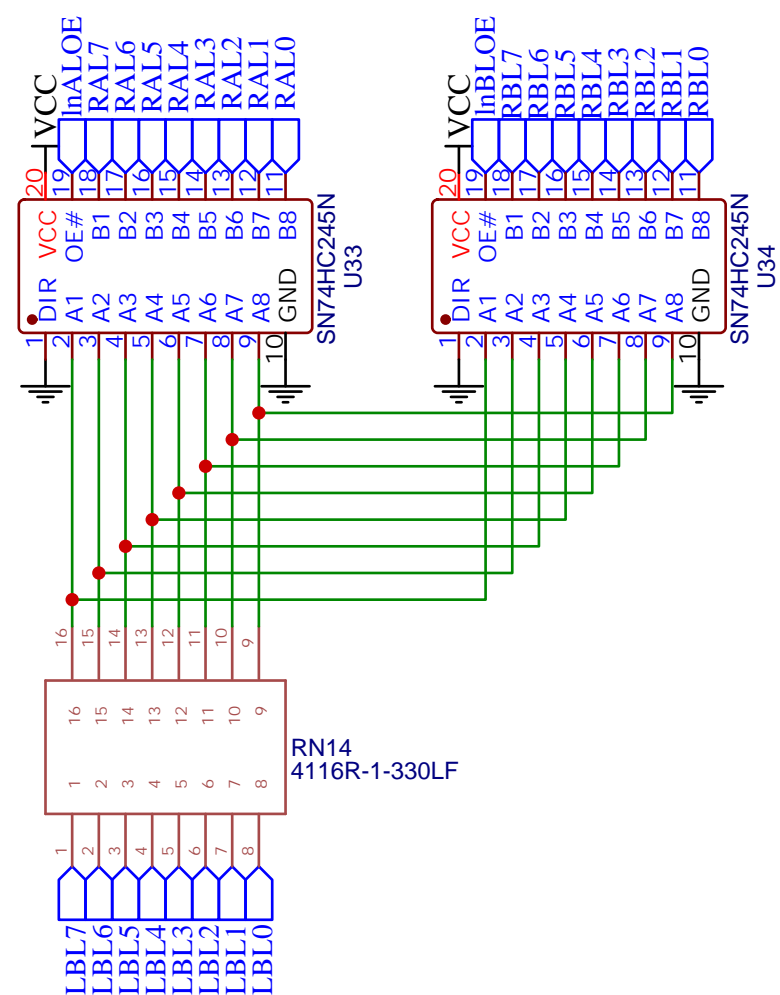 VCC
lnALOE
RAL7
RAL6
RAL5
RAL4
RAL3
RAL2
RAL1
RAL0
20
19
18
17
16
15
14
13
12
11
VCC
OE#
B1
B2
B3
B4
B5
B6
B7
B8
DIR
A1
A2
A3
A4
A5
A6
A7
A8
GND
1
2
3
4
5
6
7
8
9
10
SN74HC245N
U33
VCC
lnBLOE
RBL7
RBL6
RBL5
RBL4
RBL3
RBL2
RBL1
RBL0
20
19
18
17
16
15
14
13
12
11
VCC
OE#
B1
B2
B3
B4
B5
B6
B7
B8
DIR
A1
A2
A3
A4
A5
A6
A7
A8
GND
1
2
3
4
5
6
7
8
9
10
SN74HC245N
U34
16
15
14
13
12
11
10
9
16
15
14
13
12
11
10
9
1
2
3
4
5
6
7
8
RN14
4116R-1-330LF
1
2
3
4
5
6
7
8
LBL7
LBL6
LBL5
LBL4
LBL3
LBL2
LBL1
LBL0